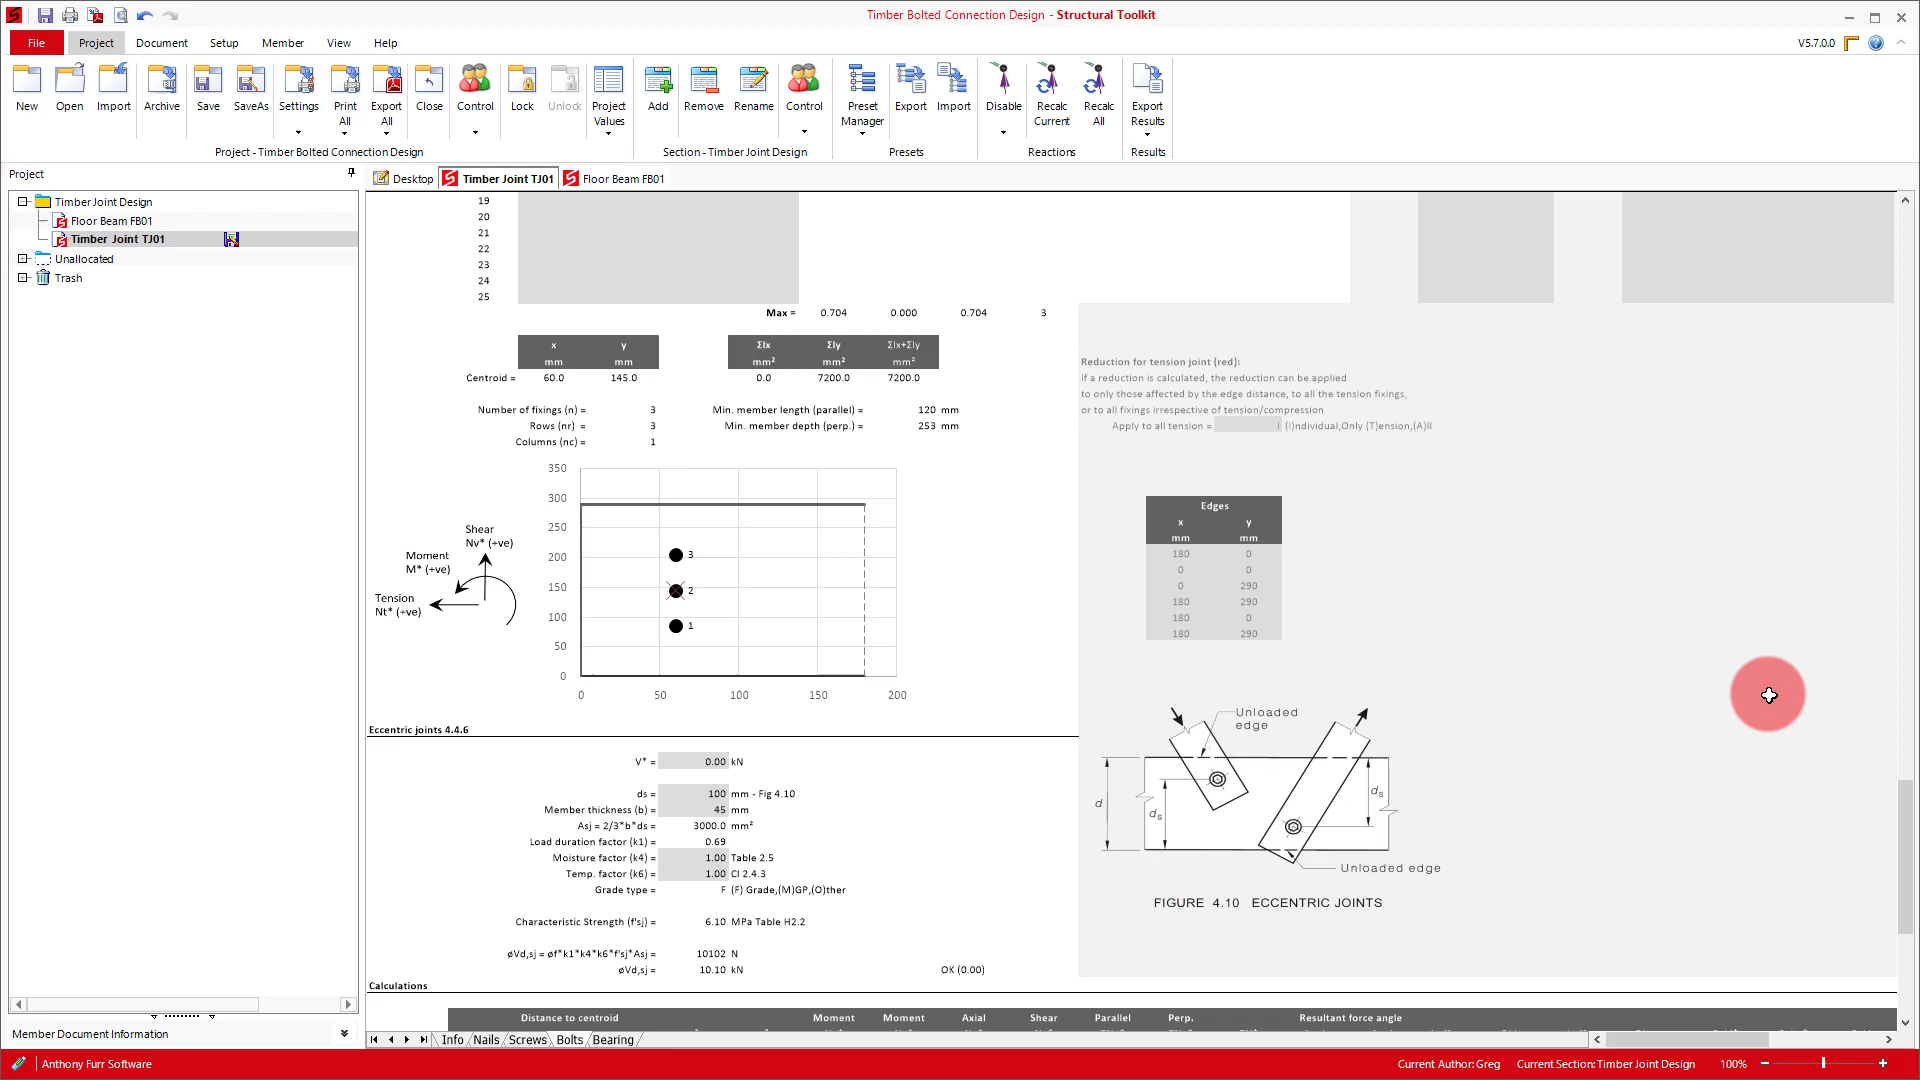 Timber Bolted Connection Design - Structural Toolkit
File Project Document Setup Member View Help V5.7.0.0
New Open Import Archive Save SaveAs Settings Print All Export All Close Control Lock Unlock Project Values Add Remove Rename Control Preset Manager Export Import Disable Recalc Current Recalc All Export Results
Project - Timber Bolted Connection Design Section - Timber Joint Design Presets Reactions Results
Project
Desktop Timber Joint TJ01 Floor Beam FB01
Timber Joint Design
Floor Beam FB01
Timber Joint TJ01
Unallocated
Trash
19
20
21
22
23
24
25
Max = 0.704 0.000 0.704 3
x y ΣIx ΣIy ΣIx+ΣIy
mm mm mm² mm² mm²
Centroid = 60.0 145.0 0.0 7200.0 7200.0
Number of fixings (n) = 3 Min. member length (parallel) = 120 mm
Rows (nr) = 3 Min. member depth (perp.) = 253 mm
Columns (nc) = 1
Reduction for tension joint (red):
If a reduction is calculated, the reduction can be applied
to only those affected by the edge distance, to all the tension fixings,
or to all fixings irrespective of tension/compression
Apply to all tension = I (I)ndividual,Only (T)ension,(A)ll
350
300
250
200
150
100
50
0
0 50 100 150 200
3
2
1
Shear
Nv* (+ve)
Moment
M* (+ve)
Tension
Nt* (+ve)
Edges
x y
mm mm
180 0
0 0
0 290
180 290
180 0
180 290
Eccentric joints 4.4.6
V* = 0.00 kN
ds = 100 mm - Fig 4.10
Member thickness (b) = 45 mm
Asj = 2/3*b*ds = 3000.0 mm²
Load duration factor (k1) = 0.69
Moisture factor (k4) = 1.00 Table 2.5
Temp. factor (k6) = 1.00 Cl 2.4.3
Grade type = F (F) Grade,(M)GP,(O)ther
Characteristic Strength (f'sj) = 6.10 MPa Table H2.2
øVd,sj = øf*k1*k4*k6*f'sj*Asj = 10102 N
øVd,sj = 10.10 kN OK (0.00)
Unloaded
edge
d
ds
ds
Unloaded edge
FIGURE 4.10 ECCENTRIC JOINTS
Calculations
Distance to centroid Moment Moment Axial Shear Parallel Perp. Resultant force angle
Info Nails Screws Bolts Bearing
Member Document Information
Anthony Furr Software Current Author: Greg Current Section: Timber Joint Design 100%